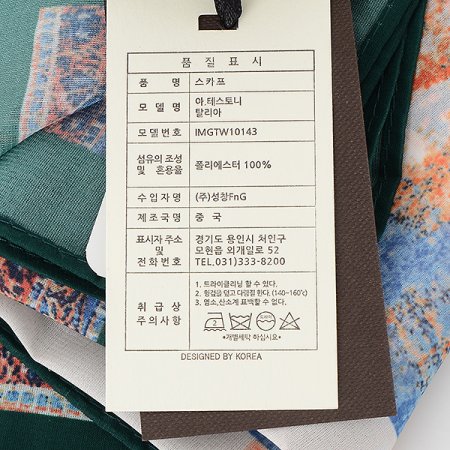 품 질 표 시
품 명 스카프
모 델 명 아.테스토니
탈리아
모델번호 IMGTW10143
섬유의 조성
및 혼용율 폴리에스터 100%
수입자명 (주)성창FnG
제조국명 중 국
표시자 주소
및
전화 번호 경기도 용인시 처인구
모현읍 외개일로 52
TEL.031)333-8200
취 급 상
주의사항 1. 드라이클리닝 할 수 있다.
2. 헝겊을 덮고 다림질 한다. (140~160℃)
3. 염소,산소계 표백할 수 없다.
•개별세탁 하십시요•
DESIGNED BY KOREA